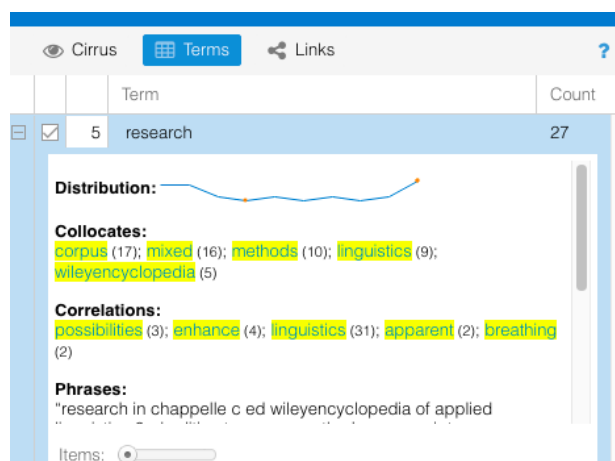 Cirrus Terms Links ?
Term Count
5 research 27
Distribution:
Collocates:
corpus (17); mixed (16); methods (10); linguistics (9);
wileyencyclopedia (5)
Correlations:
possibilities (3); enhance (4); linguistics (31); apparent (2); breathing
(2)
Phrases:
"research in chappelle c ed wileyencyclopedia of applied
Items: